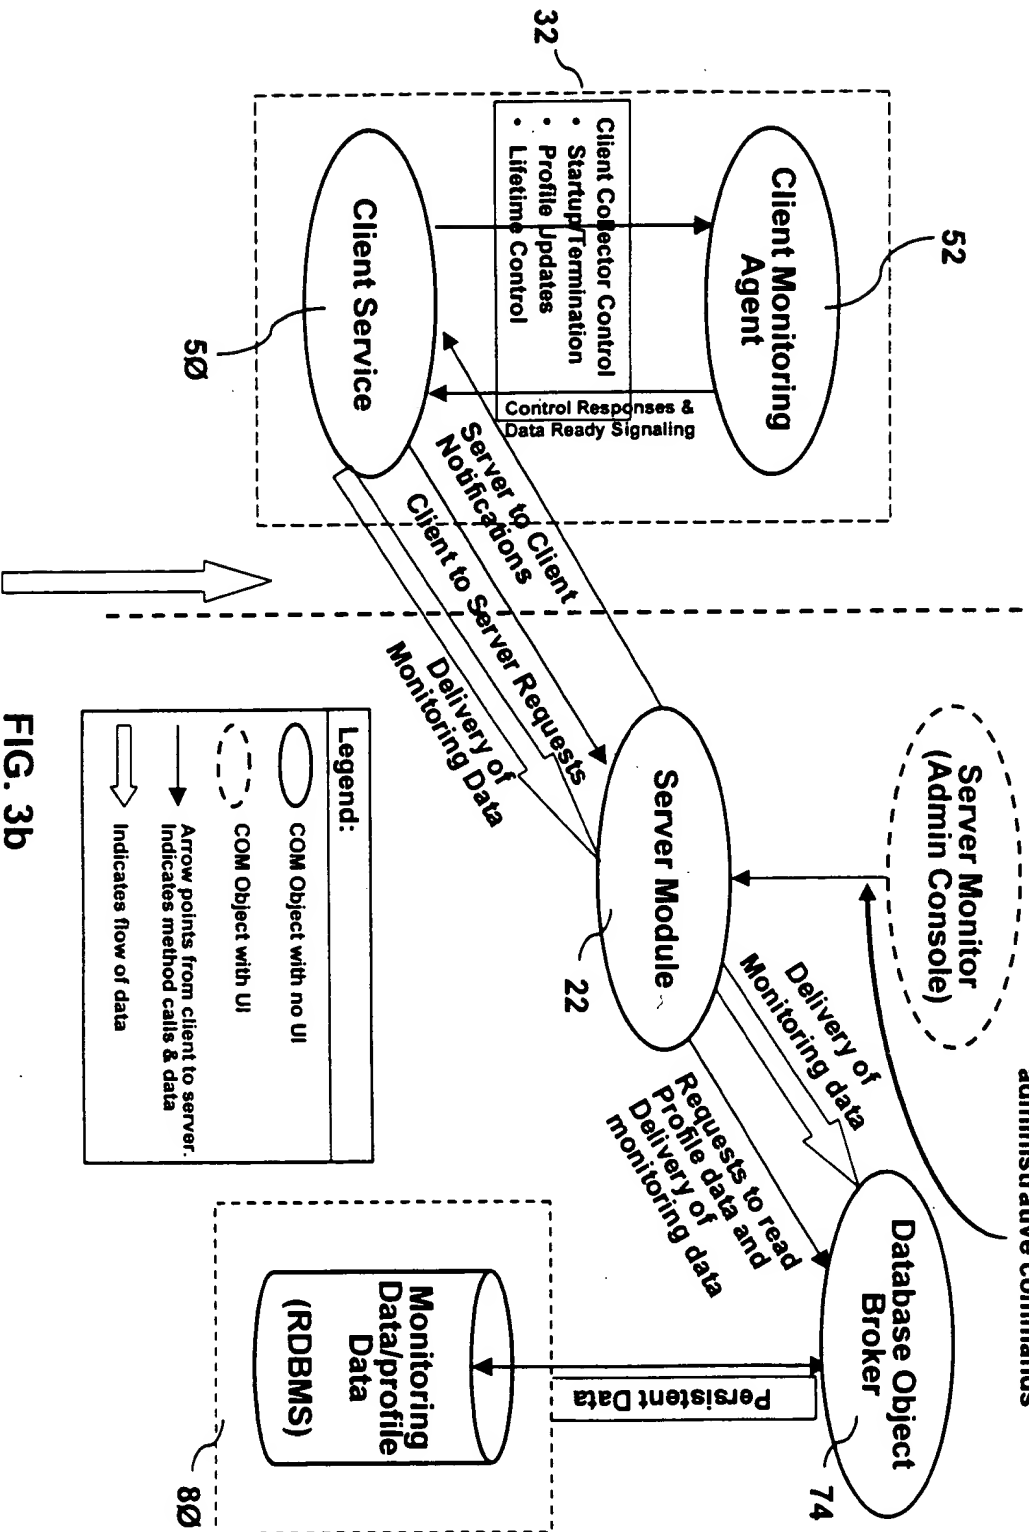 32
52
Client Monitoring
Agent
Client Collector Control
• Startup/Termination
• Profile Updates
• Lifetime Control
Control Responses &
Data Ready Signaling
Client Service
5Ø
Server to Client
Notifications
Client to Server Requests
Delivery of
Monitoring Data
Server Monitor
(Admin Console)
administrative commands
Server Module
22
Delivery of
Monitoring data
Requests to read
Profile data and
Delivery of
monitoring data
Database Object
Broker
74
Persistent Data
Monitoring
Data/profile
Data
(RDBMS)
8Ø
Legend:
COM Object with no UI
COM Object with UI
Arrow points from client to server.
Indicates method calls & data
Indicates flow of data
FIG. 3b